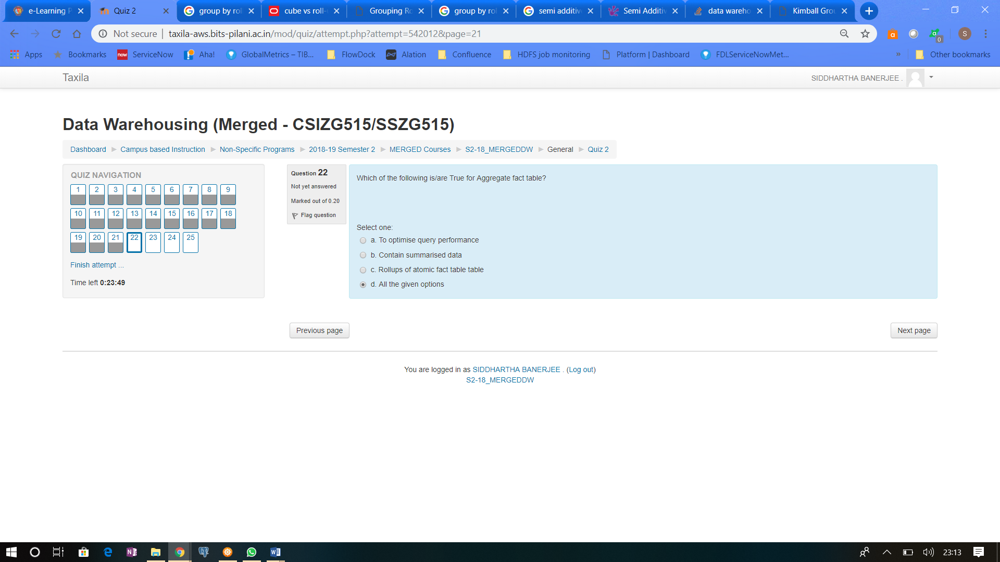 e-Learning P
Quiz 2
group by rol
cube vs roll-
Grouping Ro
group by rol
semi additiv
Semi Additiv
data wareho
Kimball Grou
Not secure | taxila-aws.bits-pilani.ac.in/mod/quiz/attempt.php?attempt=542012&page=21
a
0
S
Apps
Bookmarks
now
ServiceNow
Aha!
GlobalMetrics – TIB...
FlowDock
Alation
Confluence
HDFS job monitoring
Platform | Dashboard
FDLServiceNowMet...
»
Other bookmarks
Taxila
SIDDHARTHA BANERJEE .
Data Warehousing (Merged - CSIZG515/SSZG515)
Dashboard ► Campus based Instruction ► Non-Specific Programs ► 2018-19 Semester 2 ► MERGED Courses ► S2-18_MERGEDDW ► General ► Quiz 2
QUIZ NAVIGATION
1 2 3 4 5 6 7 8 9
10 11 12 13 14 15 16 17 18
19 20 21 22 23 24 25
Finish attempt ...
Time left 0:23:49
Question 22
Not yet answered
Marked out of 0.20
Flag question
Which of the following is/are True for Aggregate fact table?
Select one:
a. To optimise query performance
b. Contain summarised data
c. Rollups of atomic fact table table
d. All the given options
Previous page
Next page
You are logged in as SIDDHARTHA BANERJEE . (Log out)
S2-18_MERGEDDW
23:13